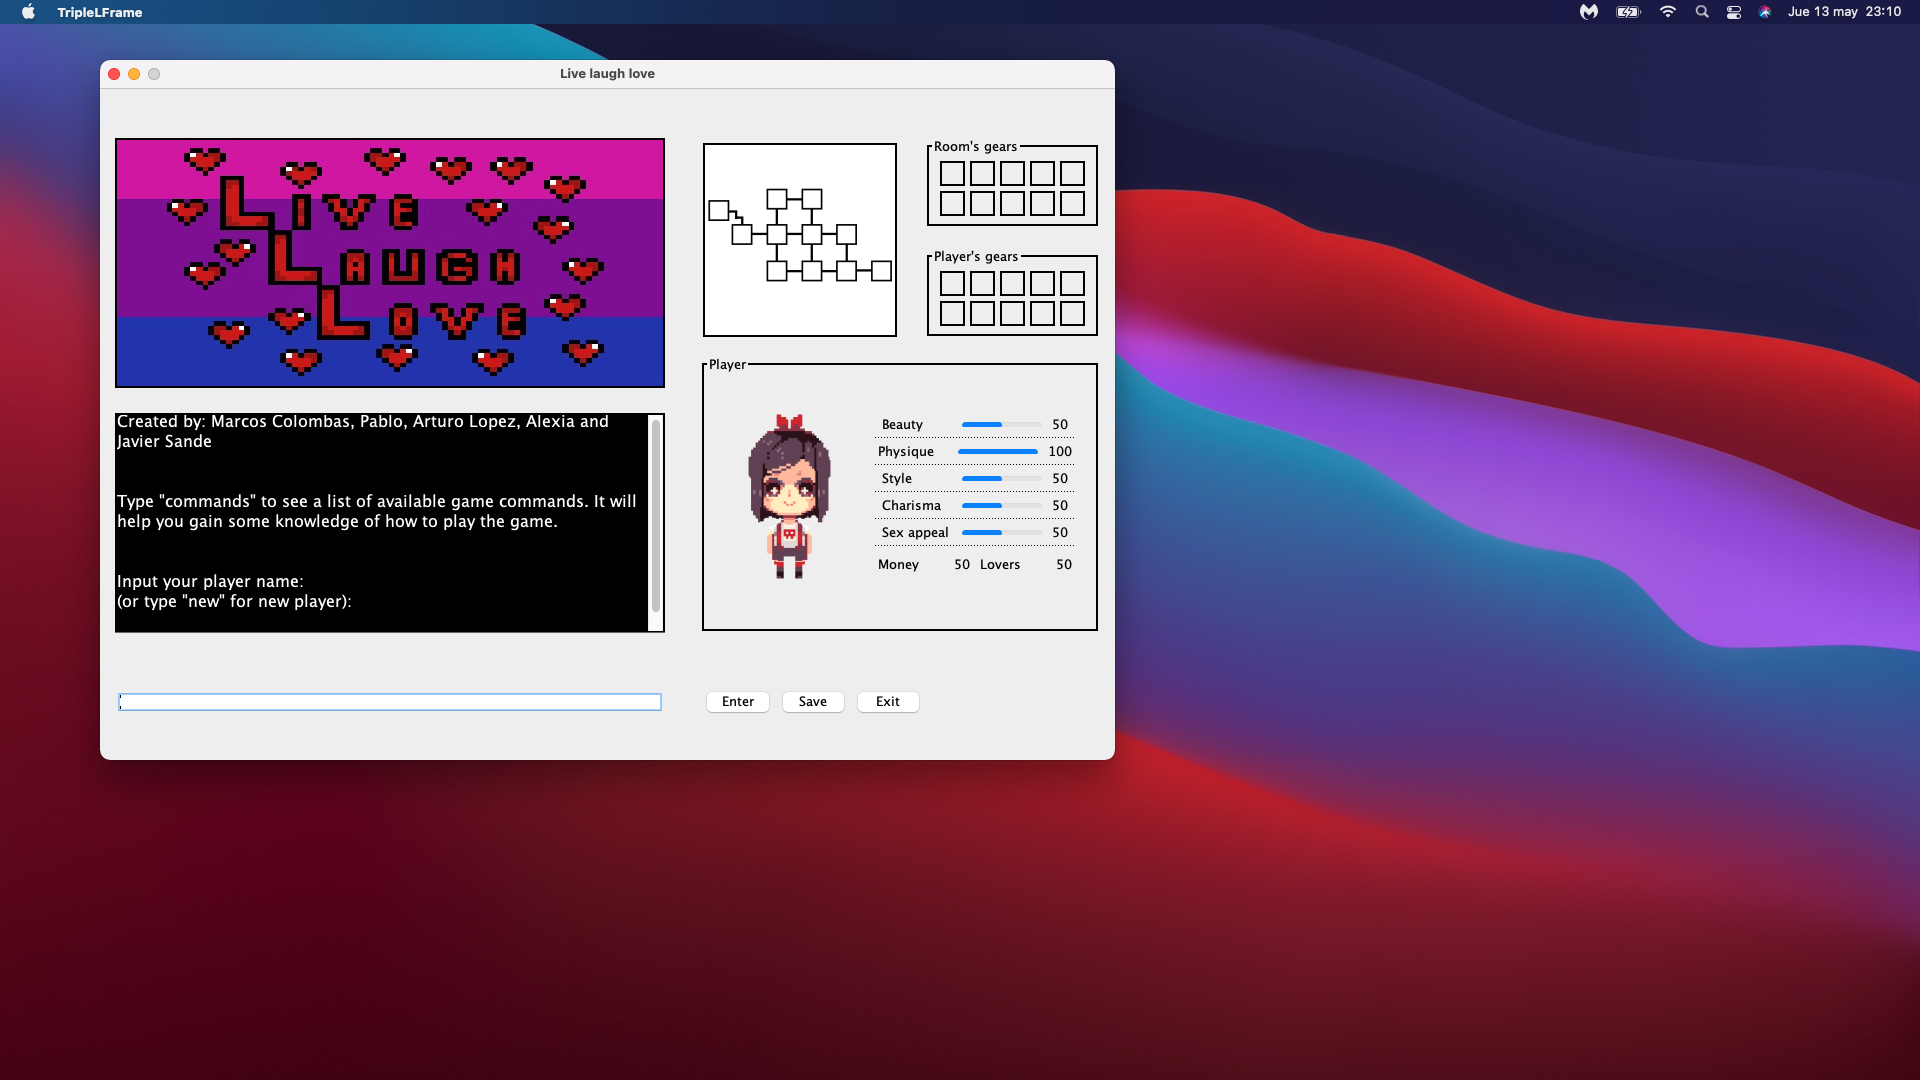 TripleLFrame
Jue 13 may 23:10
Live laugh love
LIVE
LAUGH
LOVE
Created by: Marcos Colombas, Pablo, Arturo Lopez, Alexia and
Javier Sande
Type "commands" to see a list of available game commands. It will
help you gain some knowledge of how to play the game.
Input your player name:
(or type "new" for new player):
Room's gears
Player's gears
Player
Beauty 50
Physique 100
Style 50
Charisma 50
Sex appeal 50
Money 50 Lovers 50
Enter Save Exit